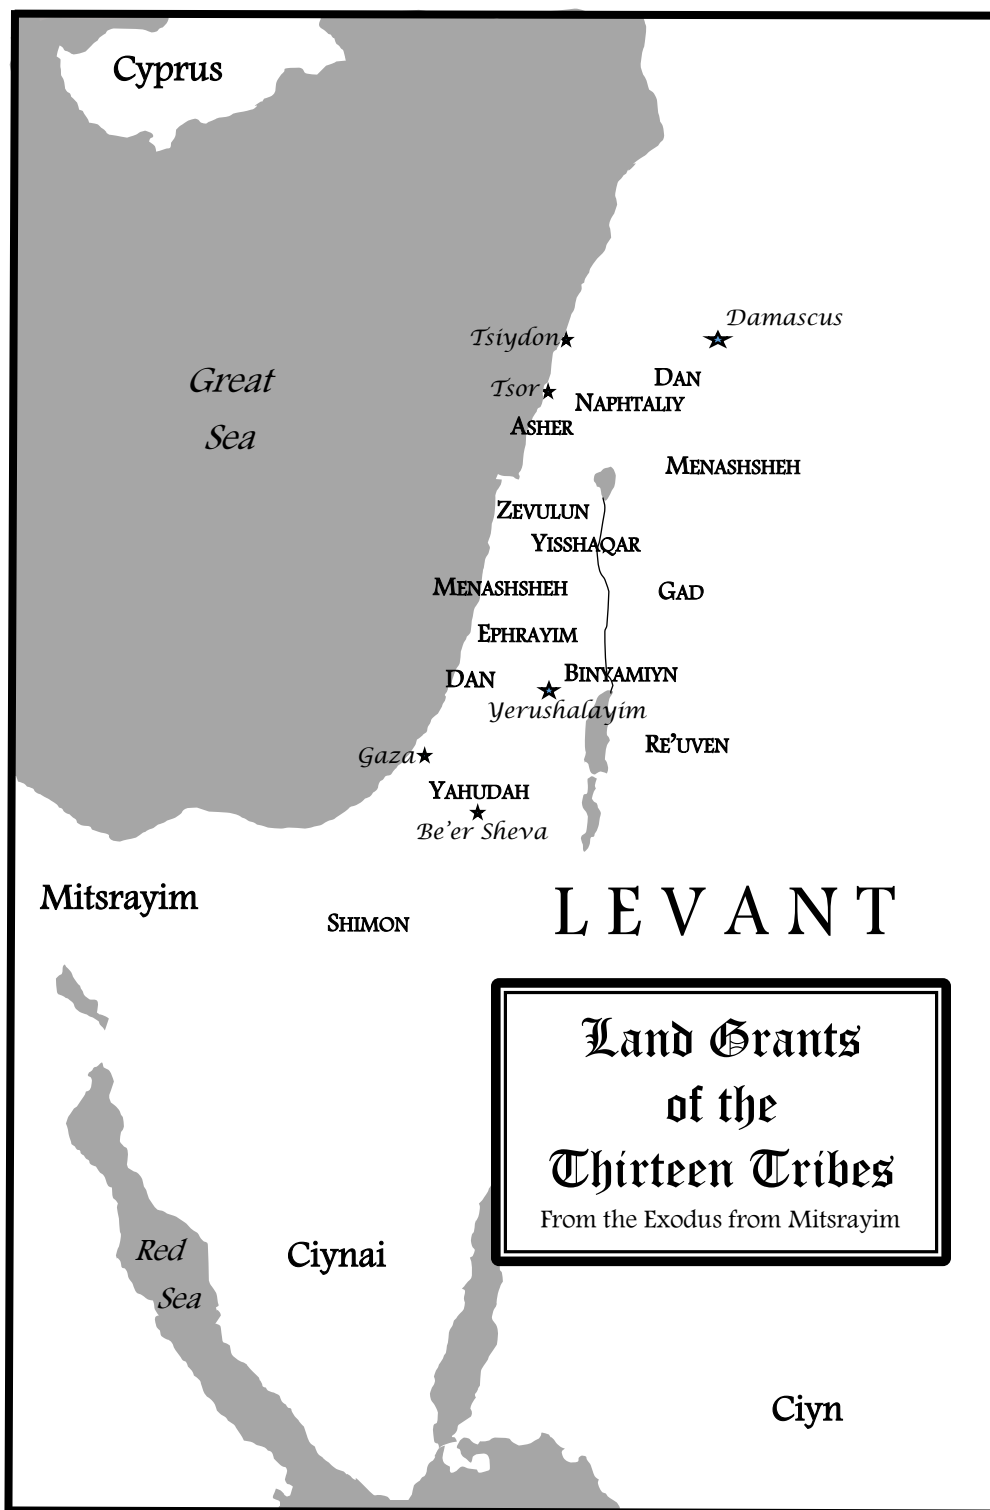 Cyprus
Damascus
Tsiydon
Great
Sea
Dan
Tsor
Naphtaliy
Asher
Menashsheh
Zevulun
Yisshaqar
Menashsheh
Gad
Ephrayim
Binyamiyn
Dan
Yerushalayim
Re’uven
Gaza
Yahudah
Be’er Sheva
Mitsrayim
Shimon
LEVANT
Land Grants
of the
Thirteen Tribes
From the Exodus from Mitsrayim
Red
Sea
Ciynai
Ciyn